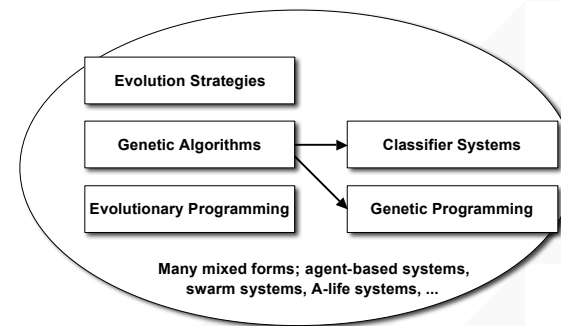 Evolution Strategies
Genetic Algorithms
Classifier Systems
Evolutionary Programming
Genetic Programming
Many mixed forms; agent-based systems,
swarm systems, A-life systems, ...